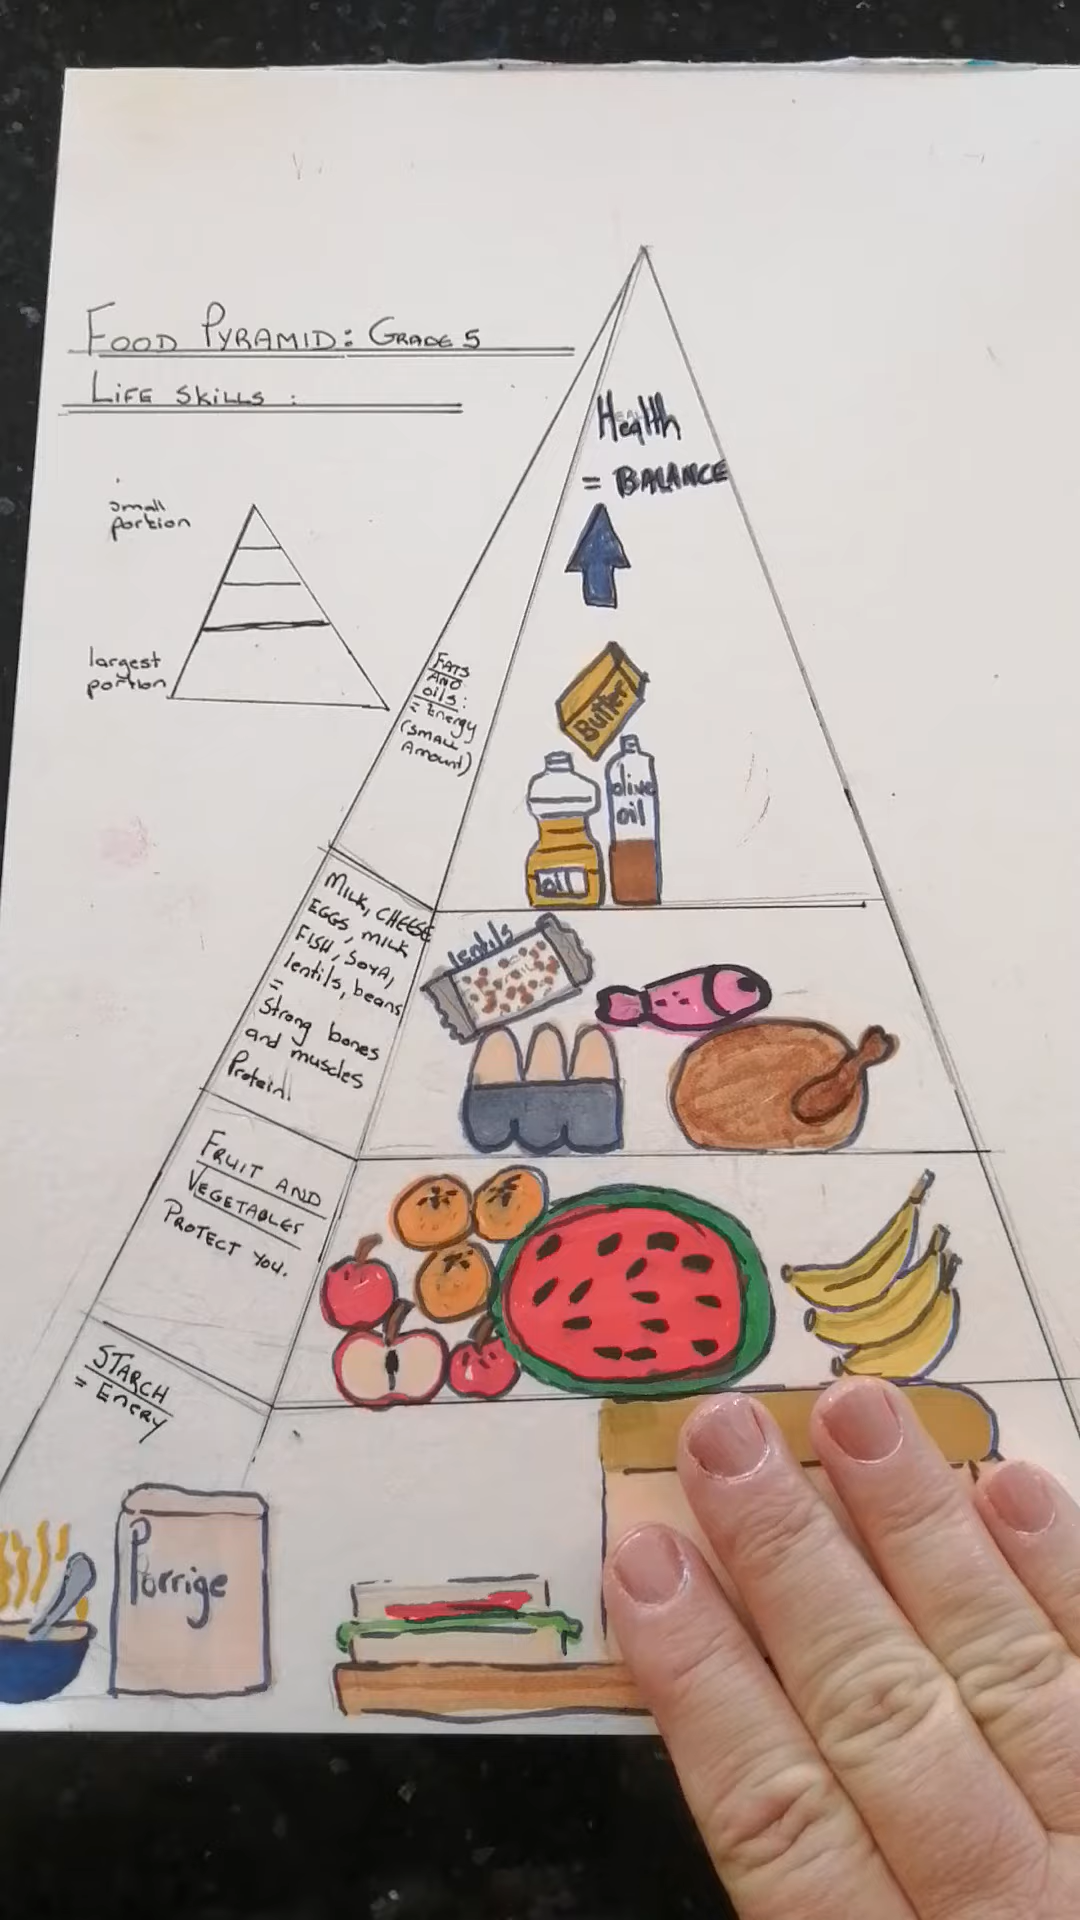 FOOD PYRAMID: GRADE 5
LIFE SKILLS :
small
portion
largest
portion
Health
= BALANCE
FATS
AND
oils:
= Energy
(SMALL
Amount)
Butter
olive
oil
oil
MILK, CHEESE
EGGS, MILK
FISH, SOYA,
lentils, beans
=
Strong bones
and muscles
Protein.
lentils
FRUIT AND
VEGETABLES
PROTECT YOU.
STARCH
= Enery
Porrige